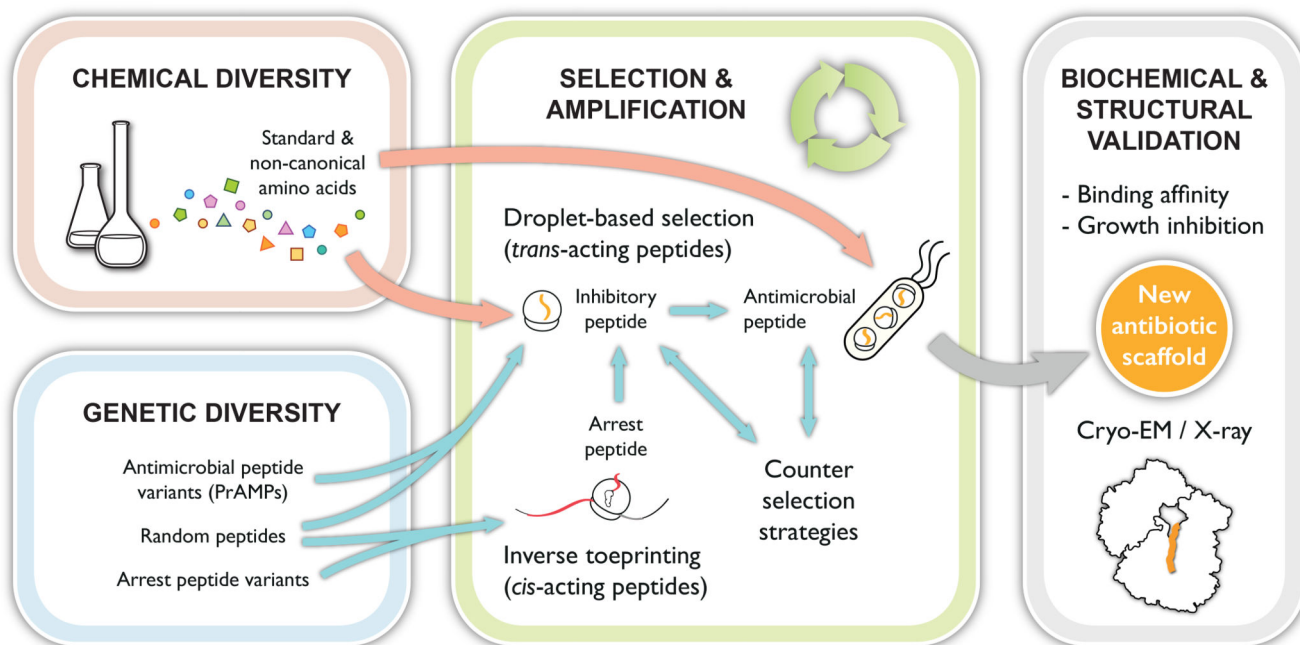 CHEMICAL DIVERSITY
Standard &
non-canonical
amino acids
GENETIC DIVERSITY
Antimicrobial peptide
variants (PrAMPs)
Random peptides
Arrest peptide variants
SELECTION &
AMPLIFICATION
Droplet-based selection
(trans-acting peptides)
Inhibitory
peptide
Antimicrobial
peptide
Arrest
peptide
Counter
selection
strategies
Inverse toeprinting
(cis-acting peptides)
BIOCHEMICAL &
STRUCTURAL
VALIDATION
- Binding affinity
- Growth inhibition
New
antibiotic
scaffold
Cryo-EM / X-ray